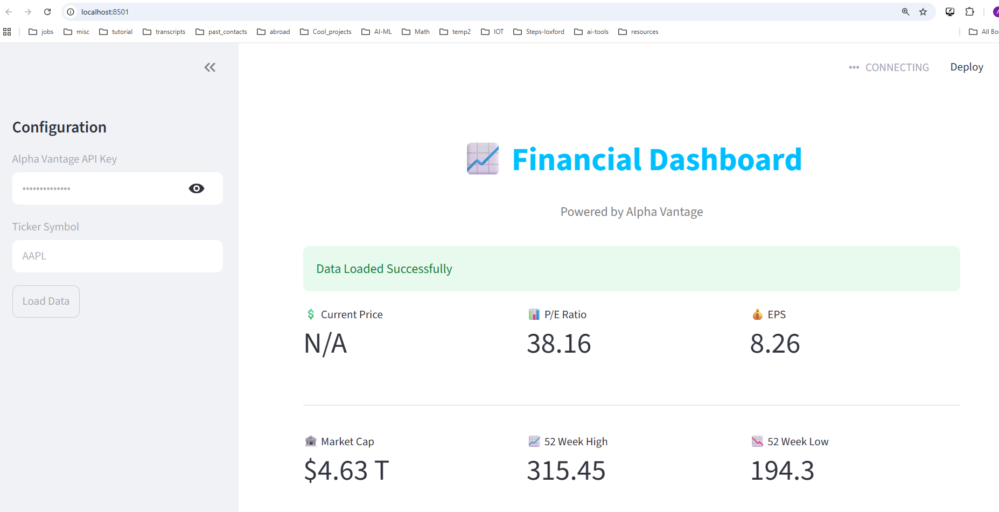 localhost:8501
jobs misc tutorial transcripts past_contacts abroad Cool_projects AI-ML Math temp2 IOT Steps-loxford ai-tools resources All Bo
CONNECTING Deploy
Configuration
Alpha Vantage API Key
••••••••••••••
Ticker Symbol
AAPL
Load Data
Financial Dashboard
Powered by Alpha Vantage
Data Loaded Successfully
Current Price P/E Ratio EPS
N/A 38.16 8.26
Market Cap 52 Week High 52 Week Low
$4.63 T 315.45 194.3